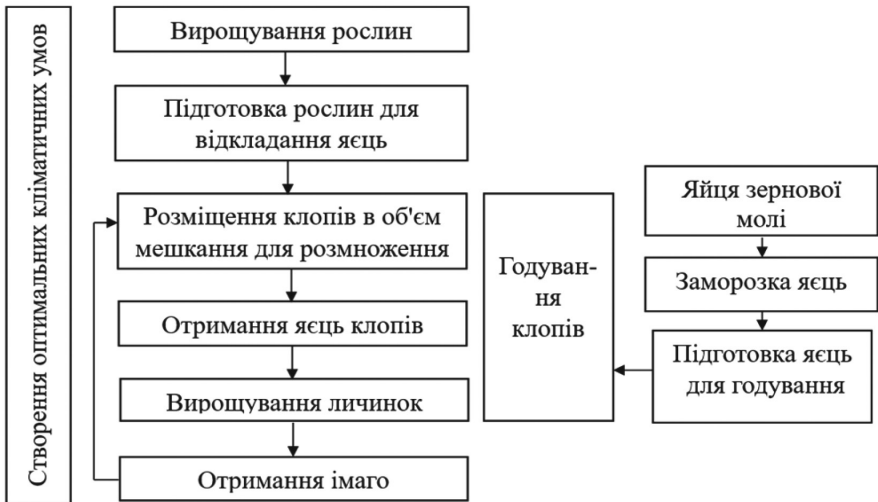 Створення оптимальних кліматичних умов
Вирощування рослин
Підготовка рослин для
відкладання яєць
Розміщення клопів в об'єм
мешкання для розмноження
Отримання яєць клопів
Вирощування личинок
Отримання імаго
Годуван-
ня
клопів
Яйця зернової
молі
Заморозка яєць
Підготовка яєць
для годування